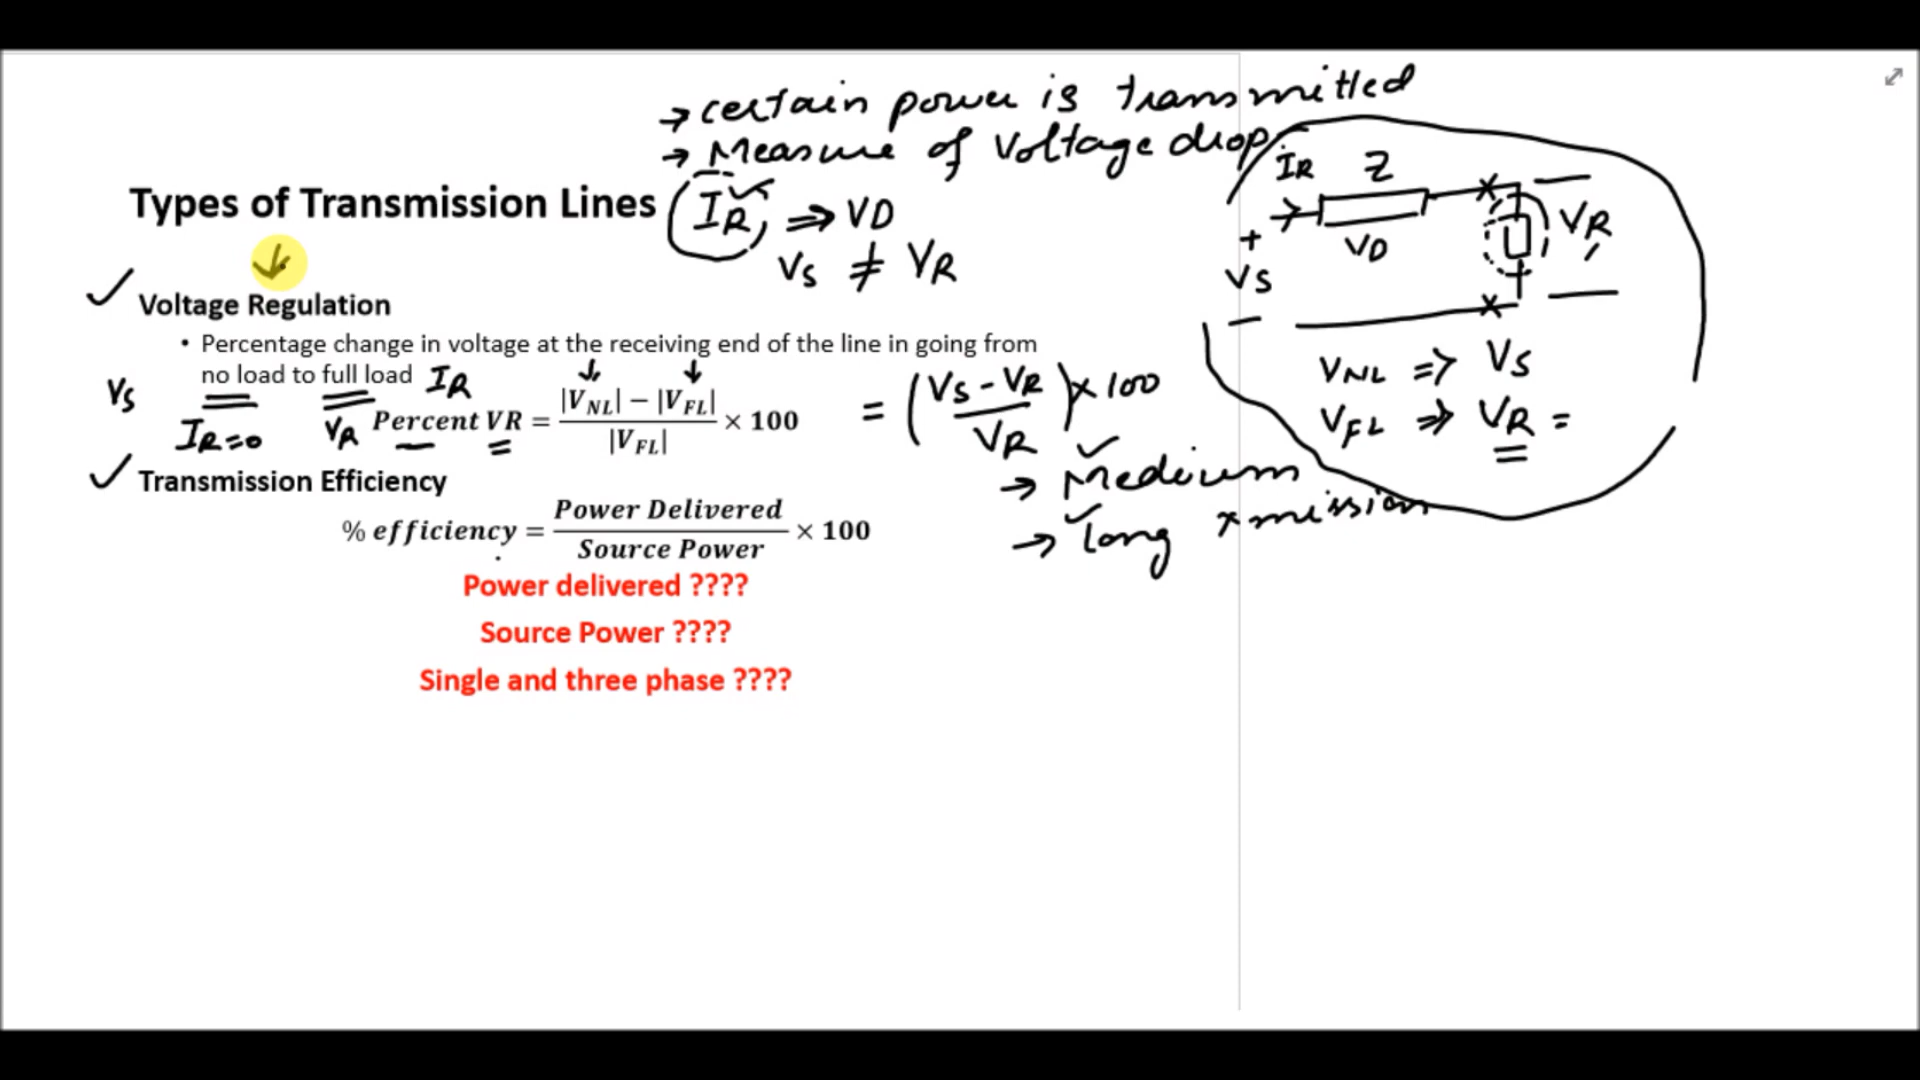 → certain power is transmitted
→ Measure of Voltage drop
Types of Transmission Lines
IR ⇒ VD
VS ≠ VR
IR Z
VD
+
VS
−
VR
Voltage Regulation
• Percentage change in voltage at the receiving end of the line in going from
no load to full load IR
VS
IR=0 VR
Percent VR = (|V_NL| − |V_FL|) / |V_FL| × 100
= ((VS - VR) / VR) × 100
VNL ⇒ VS
VFL ⇒ VR =
→ Medium
→ long xmission
Transmission Efficiency
% efficiency = Power Delivered / Source Power × 100
Power delivered ????
Source Power ????
Single and three phase ????